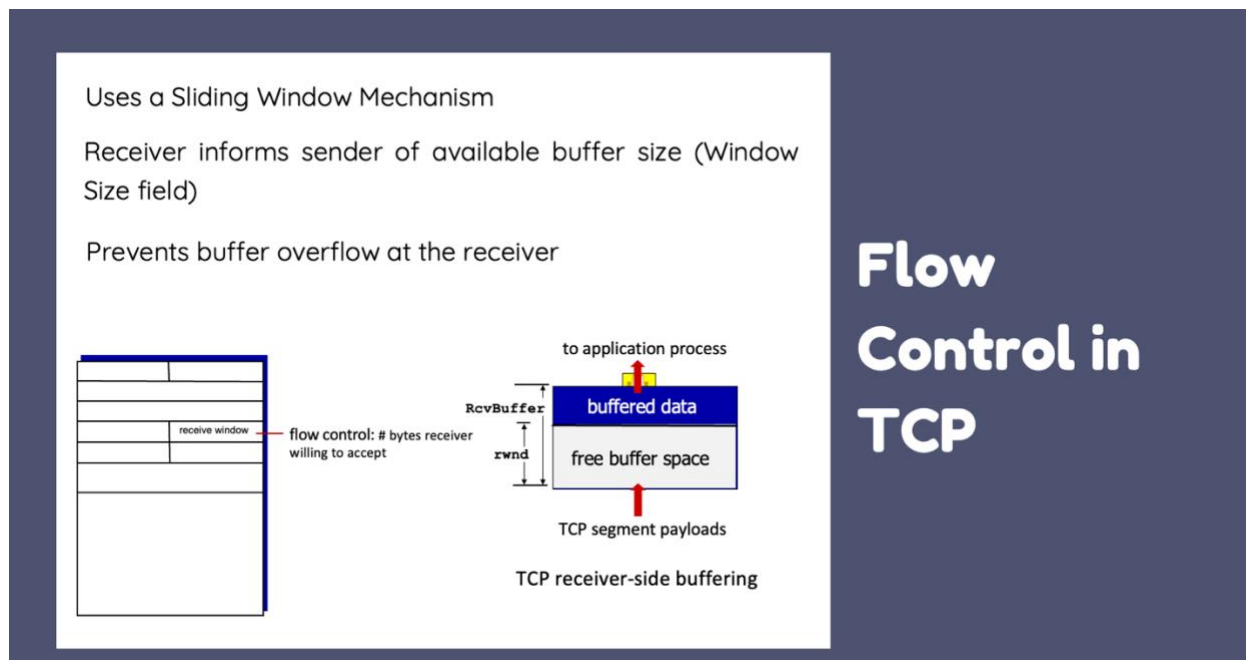 Uses a Sliding Window Mechanism
Receiver informs sender of available buffer size (Window
Size field)
Prevents buffer overflow at the receiver
receive window
flow control: # bytes receiver
willing to accept
to application process
RcvBuffer
buffered data
rwnd
free buffer space
TCP segment payloads
TCP receiver-side buffering
Flow
Control in
TCP